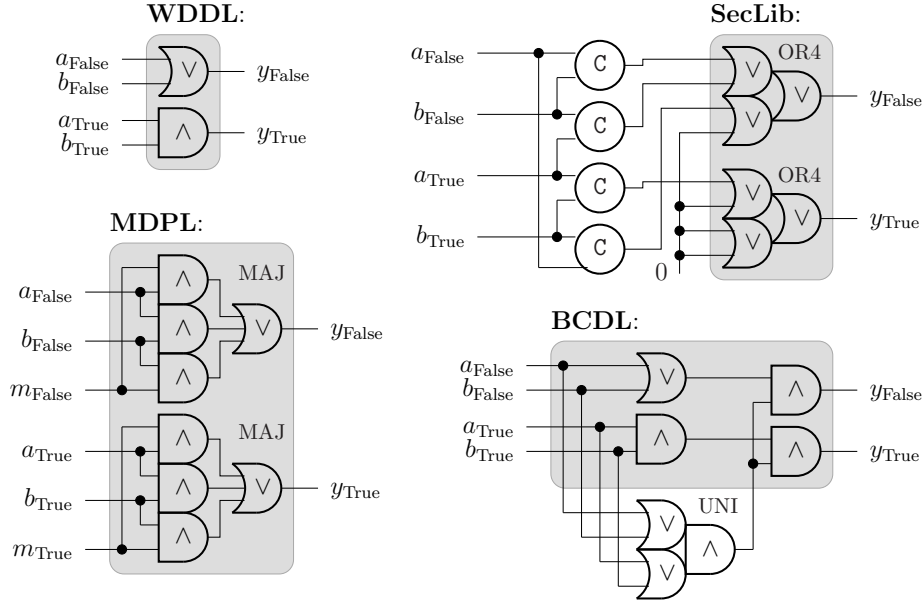 WDDL:
a_False
b_False
∨
y_False
a_True
b_True
∧
y_True
SecLib:
a_False
b_False
a_True
b_True
C
C
C
C
0
OR4
∨
∨
∨
y_False
OR4
∨
∨
∨
y_True
MDPL:
a_False
b_False
m_False
∧
∧
∧
MAJ
∨
y_False
a_True
b_True
m_True
∧
∧
∧
MAJ
∨
y_True
BCDL:
a_False
b_False
a_True
b_True
∨
∧
∧
∧
y_False
y_True
UNI
∨
∨
∧